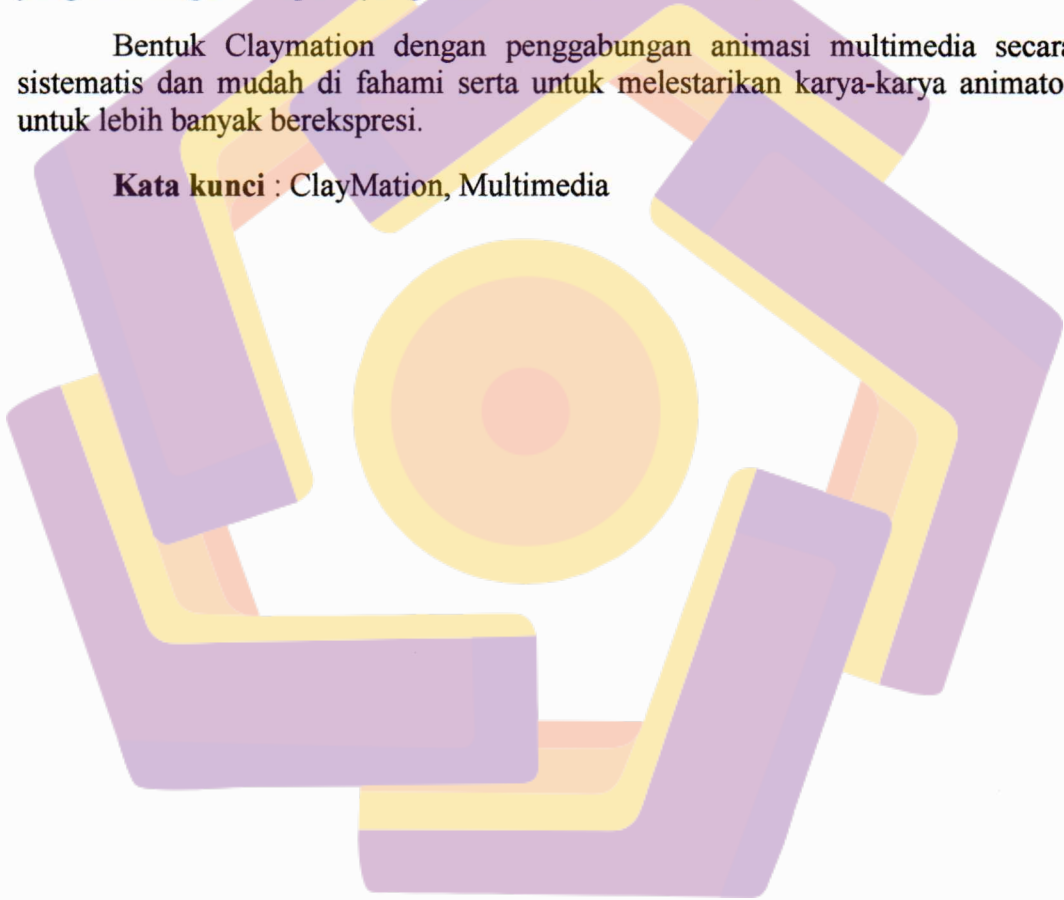 Bentuk Claymation dengan penggabungan animasi multimedia secara
sistematis dan mudah di fahami serta untuk melestarikan karya-karya animato
untuk lebih banyak berekspresi.
Kata kunci : ClayMation, Multimedia